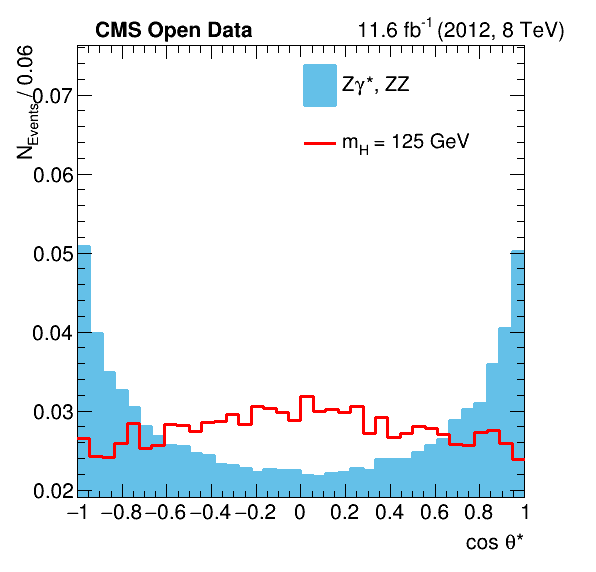 CMS Open Data 11.6 fb⁻¹ (2012, 8 TeV)
N_Events / 0.06
Zγ*, ZZ
m_H = 125 GeV
0.07
0.06
0.05
0.04
0.03
0.02
−1 −0.8 −0.6 −0.4 −0.2 0 0.2 0.4 0.6 0.8 1
cos θ*